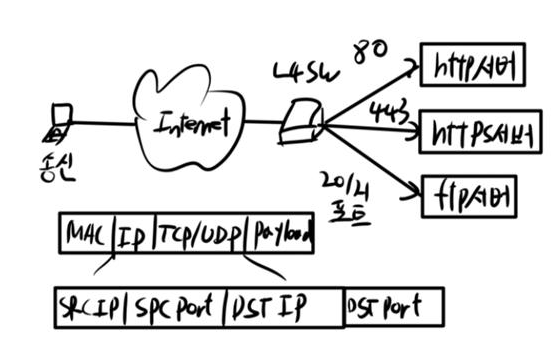 80
L4SW
http서버
Internet
443
https서버
송신
20/21
포트
ftp서버
MAC IP TCP/UDP Payload
SRC IP SPC Port DST IP DST Port